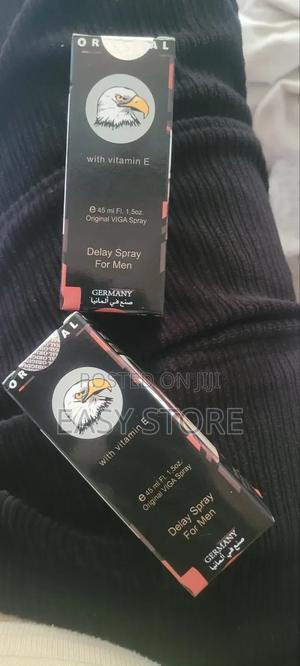 ORIGINAL
with vitamin E
e 45 ml Fl. 1,5oz.
Original VIGA Spray
Delay Spray
For Men
GERMANY
صنع في ألمانيا
POSTED ON JIJI
EASY STORE
ORIGINAL
with vitamin E
e 45 ml Fl. 1,5oz.
Original VIGA Spray
Delay Spray
For Men
GERMANY
صنع في ألمانيا